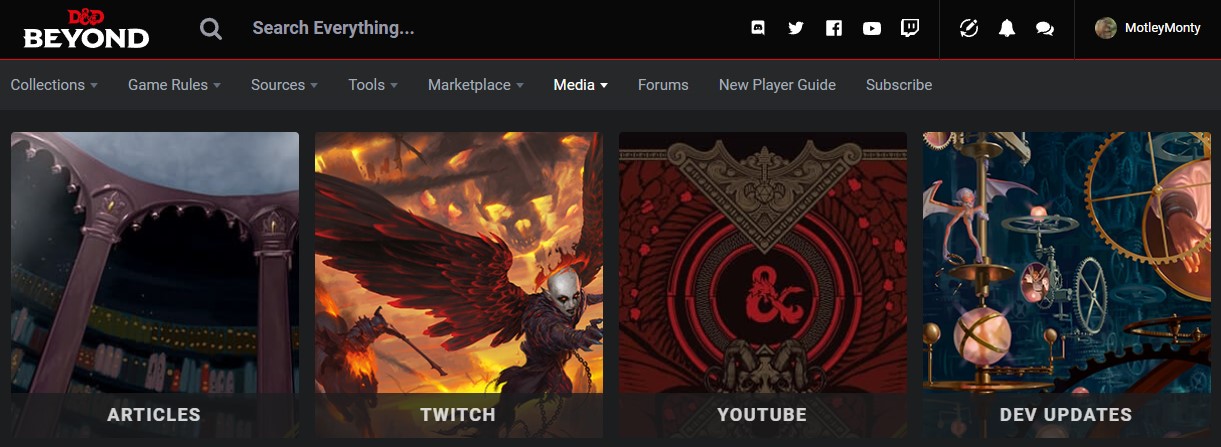 D&D
BEYOND
Search Everything...
MotleyMonty
Collections
Game Rules
Sources
Tools
Marketplace
Media
Forums
New Player Guide
Subscribe
ARTICLES
TWITCH
YOUTUBE
DEV UPDATES